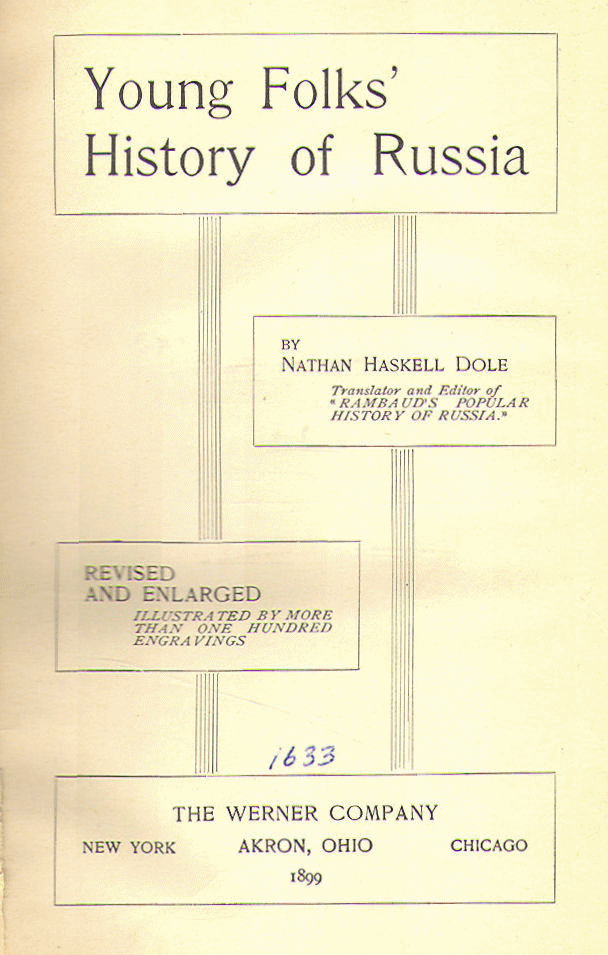 Young Folks'
History of Russia
BY
NATHAN HASKELL DOLE
Translator and Editor of
"RAMBAUD'S POPULAR
HISTORY OF RUSSIA."
REVISED
AND ENLARGED
ILLUSTRATED BY MORE
THAN ONE HUNDRED
ENGRAVINGS
1633
THE WERNER COMPANY
NEW YORK AKRON, OHIO CHICAGO
1899